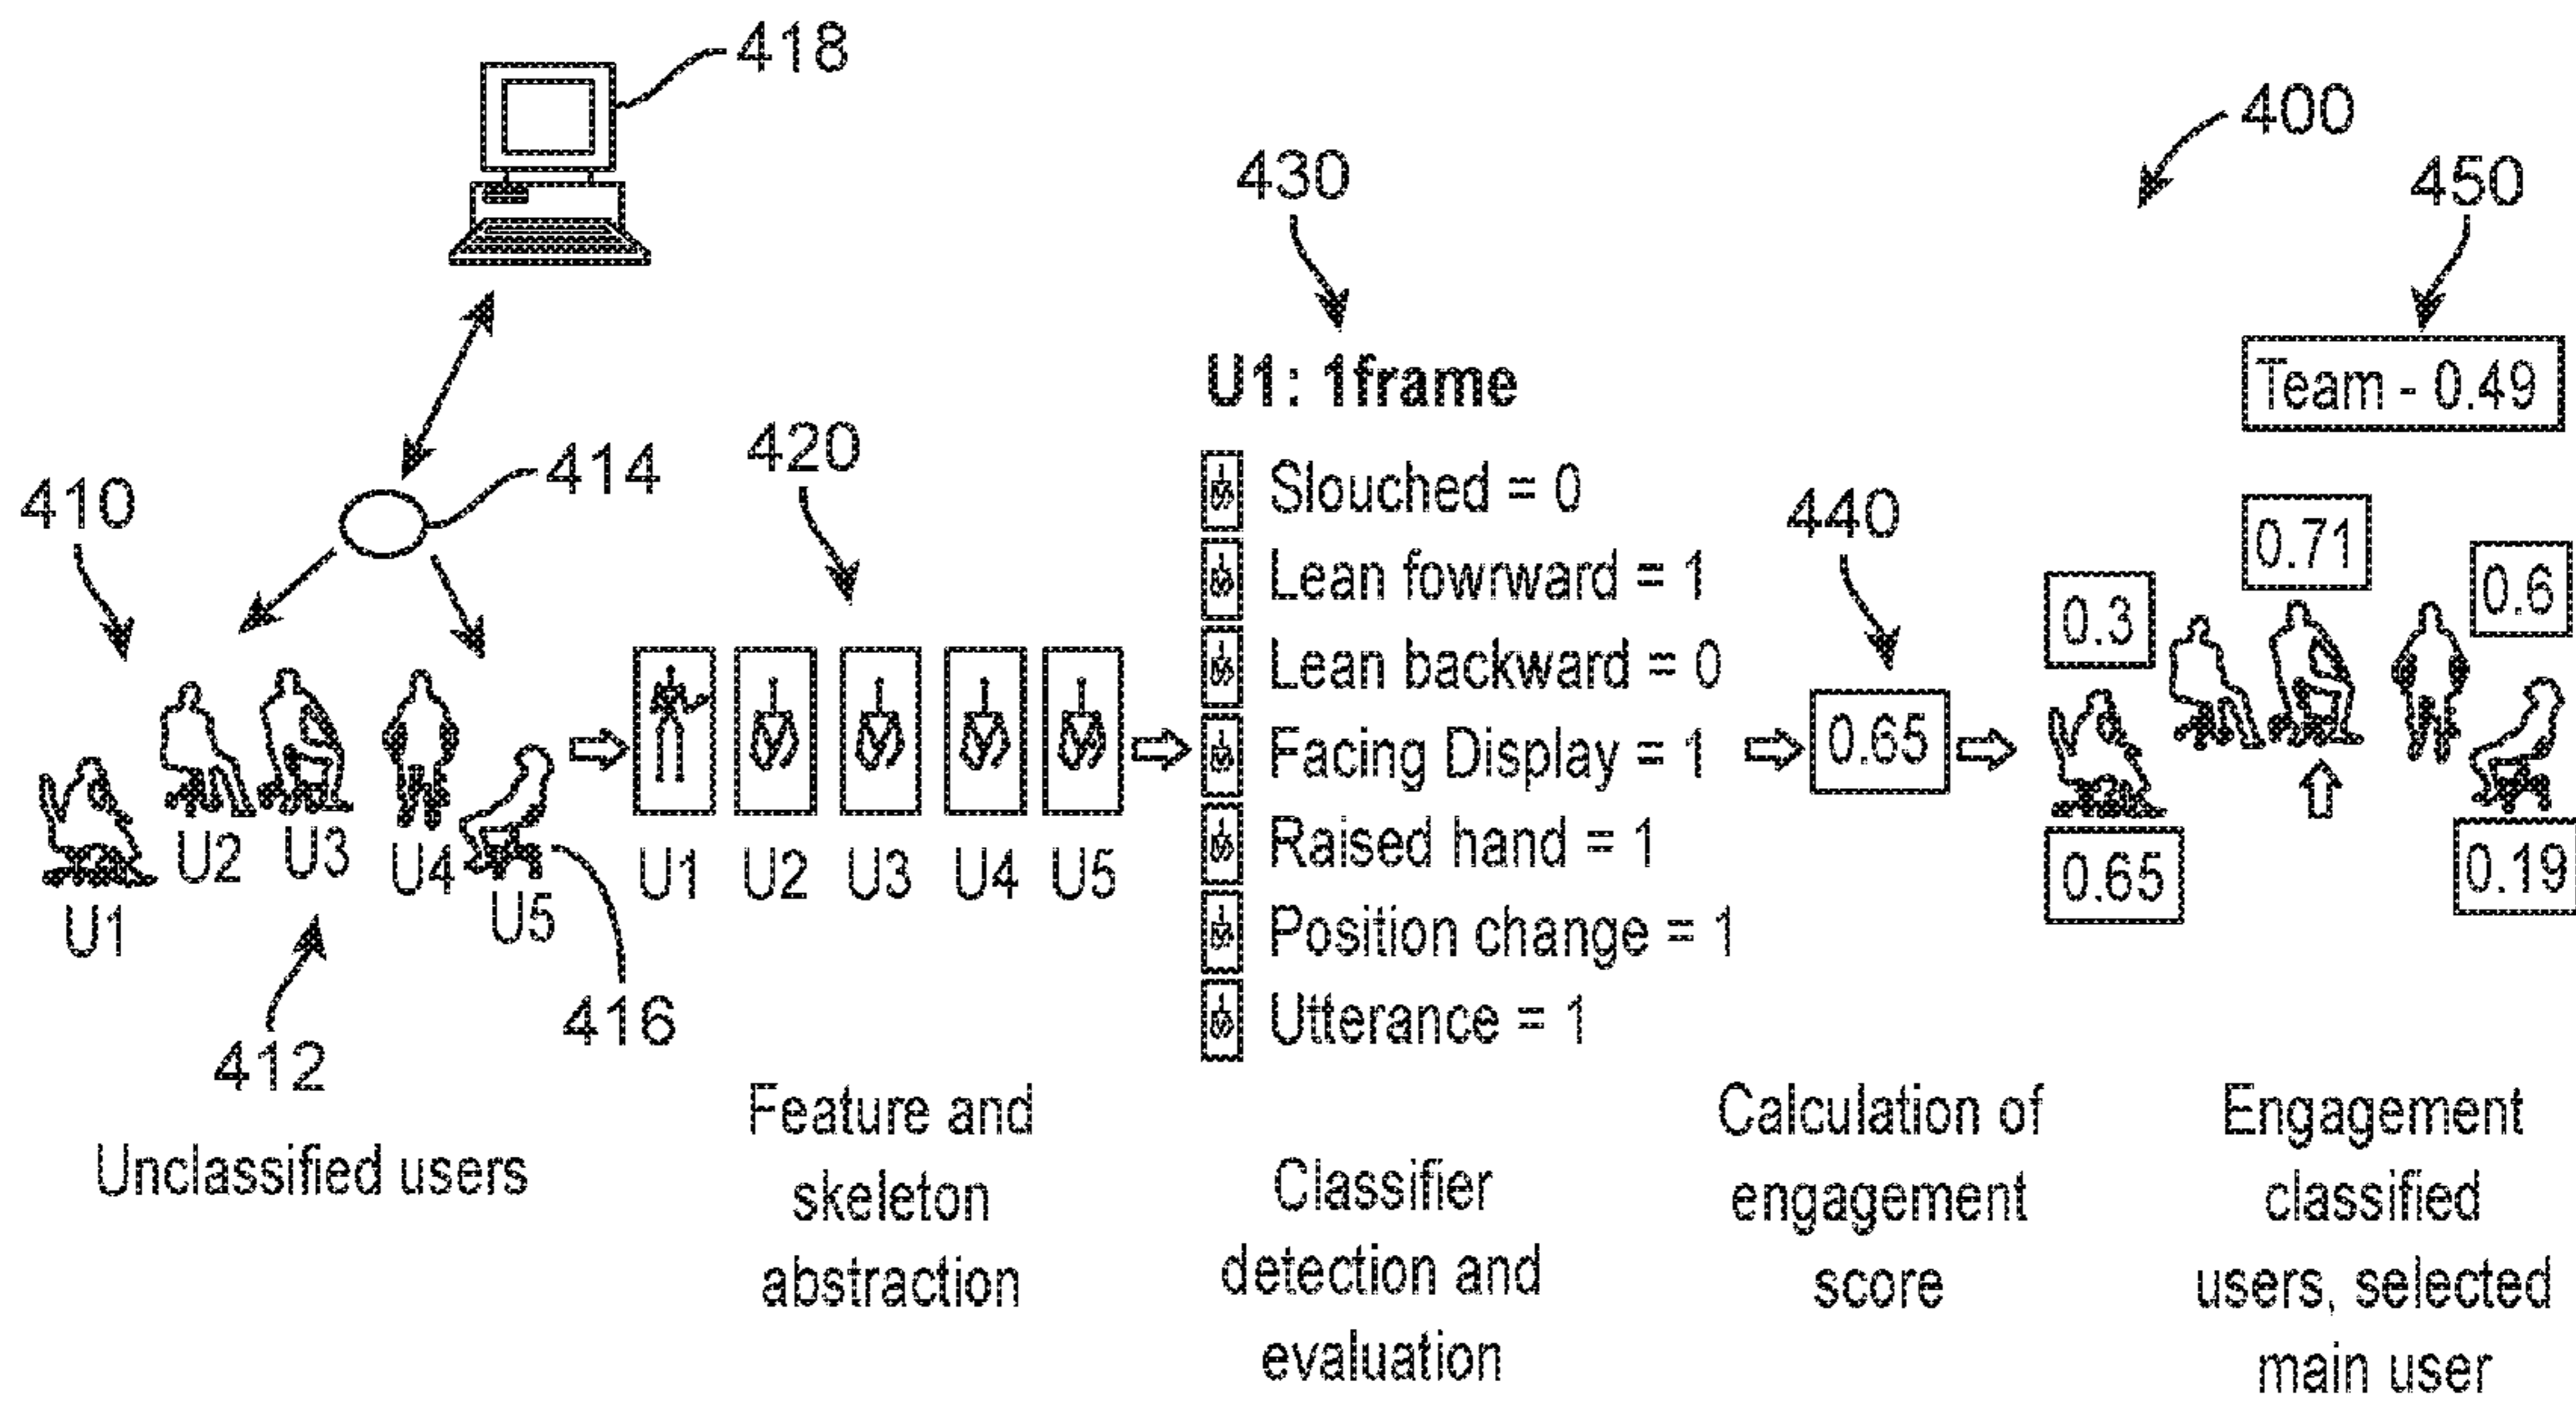 418
400
430
450
U1: 1frame
Team - 0.49
410
414
420
Slouched = 0
440
0.71
Lean fowrward = 1
0.3
0.6
Lean backward = 0
Facing Display = 1
0.65
Raised hand = 1
U1
U2
U3
U4
U5
U1
U2
U3
U4
U5
0.65
0.19
Position change = 1
416
Utterance = 1
412
Unclassified users
Feature and
skeleton
abstraction
Classifier
detection and
evaluation
Calculation of
engagement
score
Engagement
classified
users, selected
main user